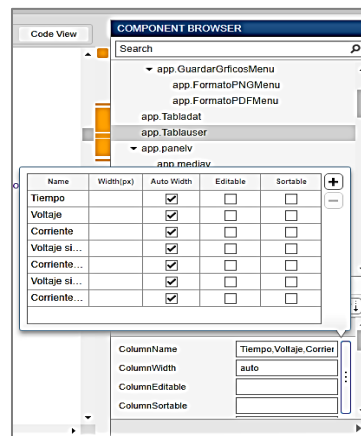 Code View
COMPONENT BROWSER
Search
app.GuardarGrficosMenu
app.FormatoPNGMenu
app.FormatoPDFMenu
app.Tabladat
app.Tablauser
app.panelv
app.mediav
Name Width(px) Auto Width Editable Sortable
Tiempo
Voltaje
Corriente
Voltaje si...
Corriente...
Voltaje si...
Corriente...
ColumnName Tiempo,Voltaje,Corrier
ColumnWidth auto
ColumnEditable
ColumnSortable